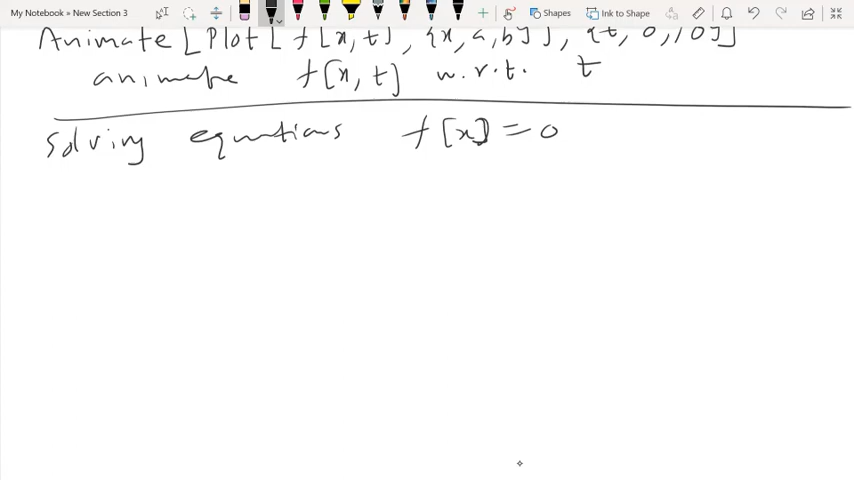 My Notebook » New Section 3
Shapes
Ink to Shape
Animate[Plot[f[x,t],{x,a,b}],{t,0,10}]
animate f[x,t] w.r.t. t
solving equations f[x]=0